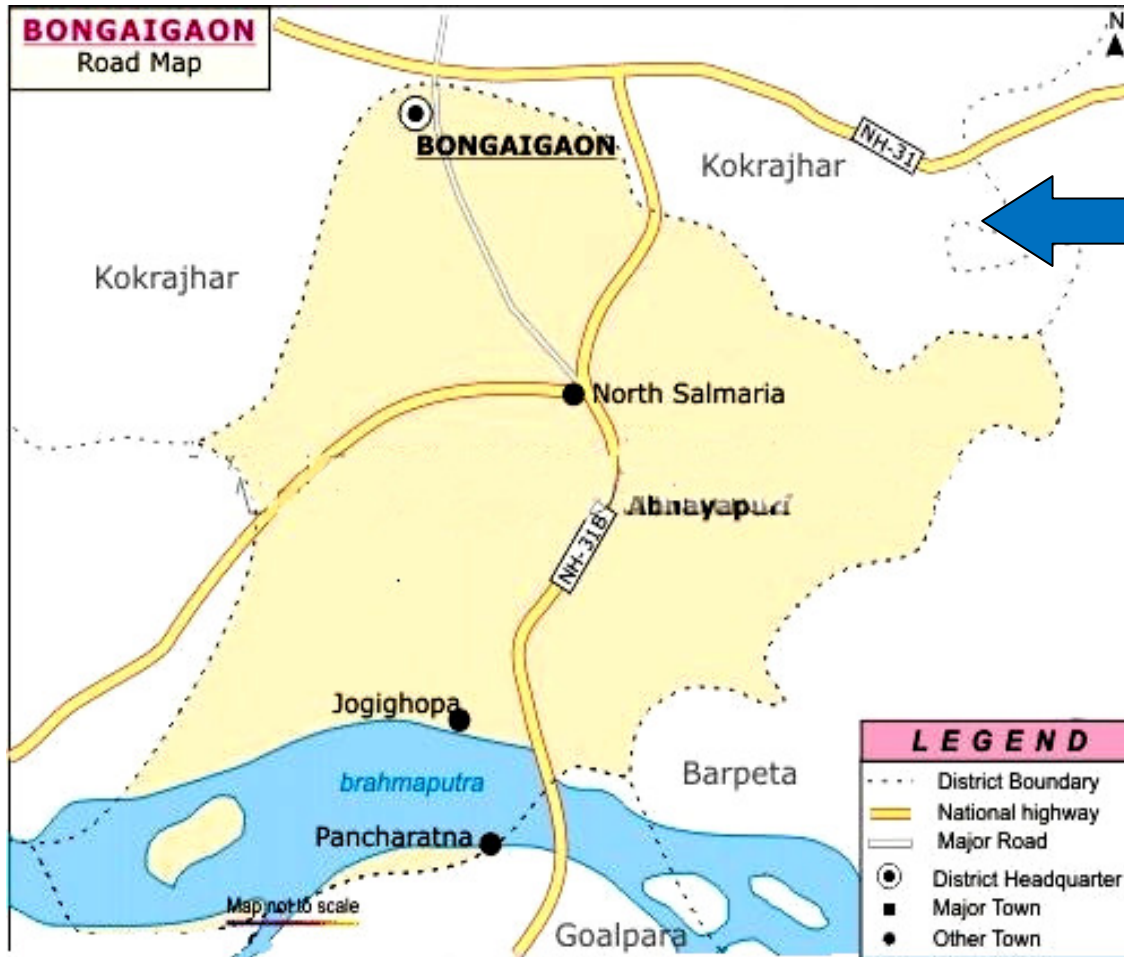 BONGAIGAON
Road Map
N
BONGAIGAON
Kokrajhar
NH-31
Kokrajhar
North Salmaria
NH-31B
Jogighopa
brahmaputra
Barpeta
Pancharatna
Map not to scale
Goalpara
LEGEND
District Boundary
National highway
Major Road
District Headquarter
Major Town
Other Town